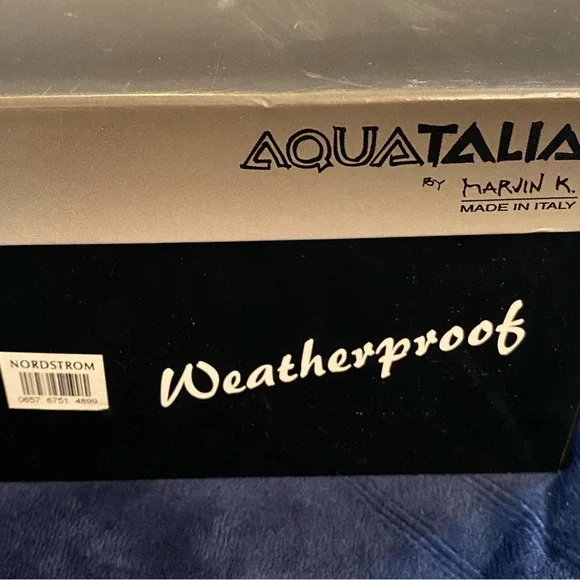 AQUATALIA
BY MARVIN K.
MADE IN ITALY
NORDSTROM
0657 6751 4899
Weatherproof